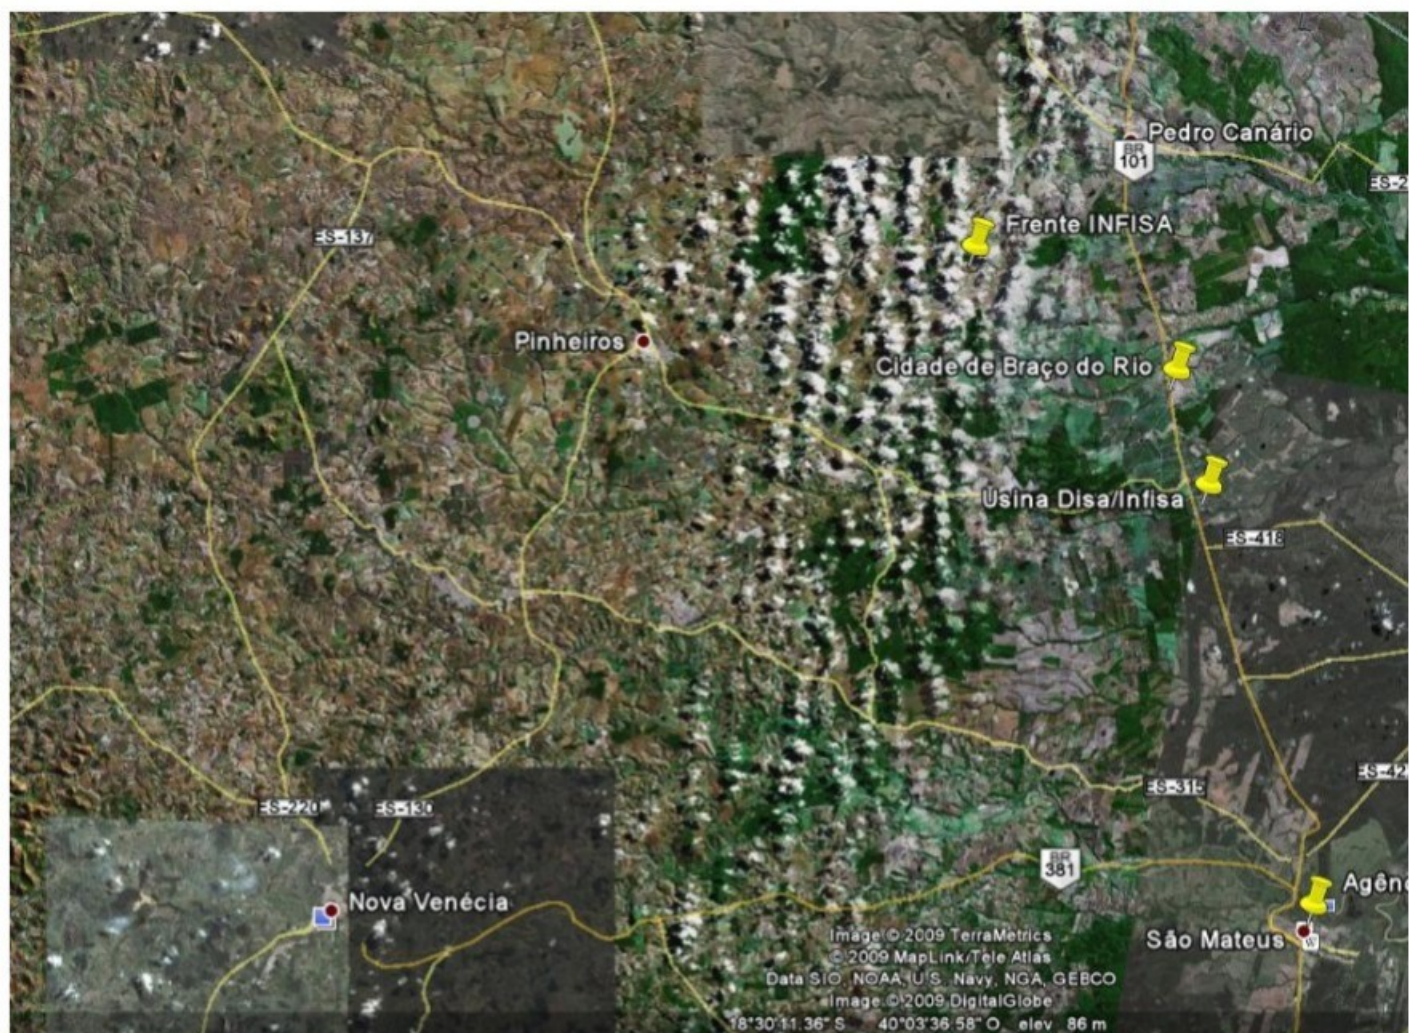 Pedro Canário
BR
101
ES-2
Frente INFISA
ES-137
Pinheiros
Cidade de Braço do Rio
Usina Disa/Infisa
ES-418
ES-315
ES-42
ES-220
ES-130
BR
381
Agênc
Nova Venécia
São Mateus
Image © 2009 TerraMetrics
© 2009 MapLink/Tele Atlas
Data SIO, NOAA, U.S. Navy, NGA, GEBCO
Image © 2009 DigitalGlobe
18°30'11.36" S 40°03'36.58" O elev 86 m